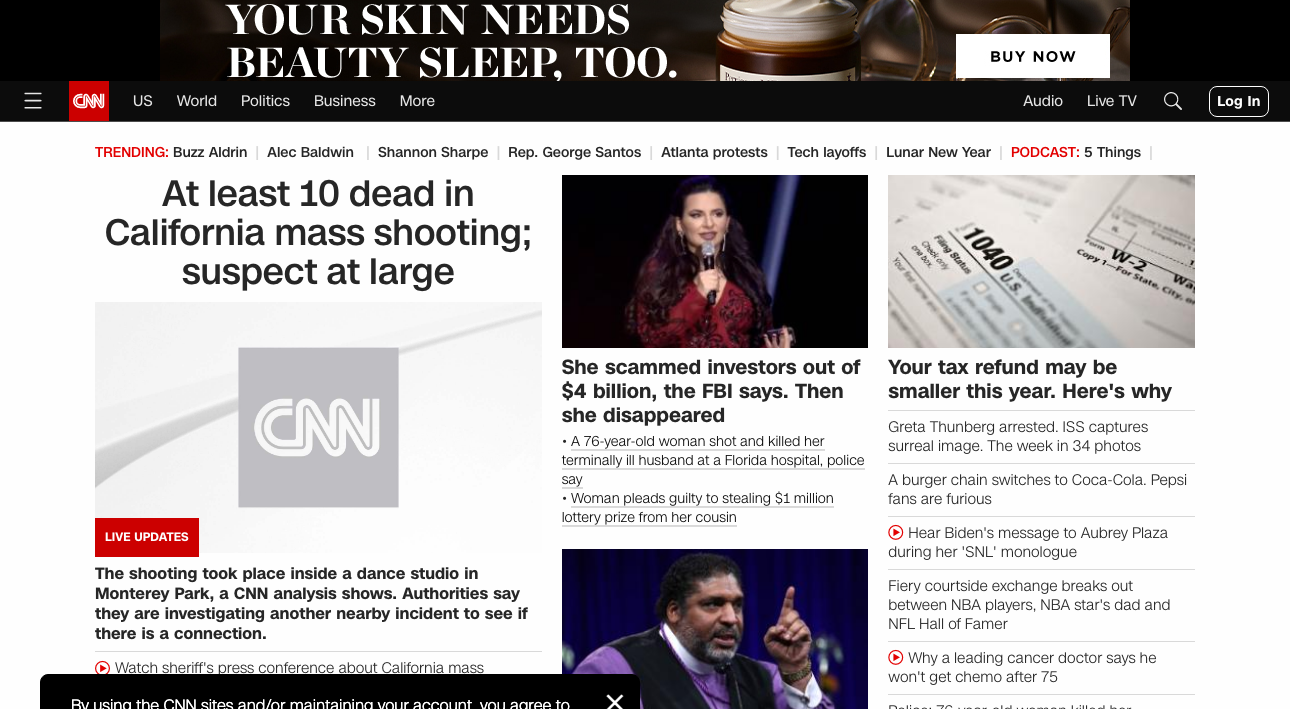 YOUR SKIN NEEDS
BEAUTY SLEEP, TOO.
BUY NOW
CNN
US
World
Politics
Business
More
Audio
Live TV
Log In
TRENDING: Buzz Aldrin | Alec Baldwin | Shannon Sharpe | Rep. George Santos | Atlanta protests | Tech layoffs | Lunar New Year | PODCAST: 5 Things |
At least 10 dead in
California mass shooting;
suspect at large
CNN
LIVE UPDATES
The shooting took place inside a dance studio in
Monterey Park, a CNN analysis shows. Authorities say
they are investigating another nearby incident to see if
there is a connection.
Watch sheriff's press conference about California mass
By using the CNN sites and/or maintaining your account, you agree to
She scammed investors out of
$4 billion, the FBI says. Then
she disappeared
• A 76-year-old woman shot and killed her
terminally ill husband at a Florida hospital, police
say
• Woman pleads guilty to stealing $1 million
lottery prize from her cousin
Filing Status
Check only
one box.
1040
U.S. Individual
Form W-2
Copy 1—For State, City, or
Your tax refund may be
smaller this year. Here's why
Greta Thunberg arrested. ISS captures
surreal image. The week in 34 photos
A burger chain switches to Coca-Cola. Pepsi
fans are furious
Hear Biden's message to Aubrey Plaza
during her 'SNL' monologue
Fiery courtside exchange breaks out
between NBA players, NBA star's dad and
NFL Hall of Famer
Why a leading cancer doctor says he
won't get chemo after 75
Police: 76-year-old woman killed her